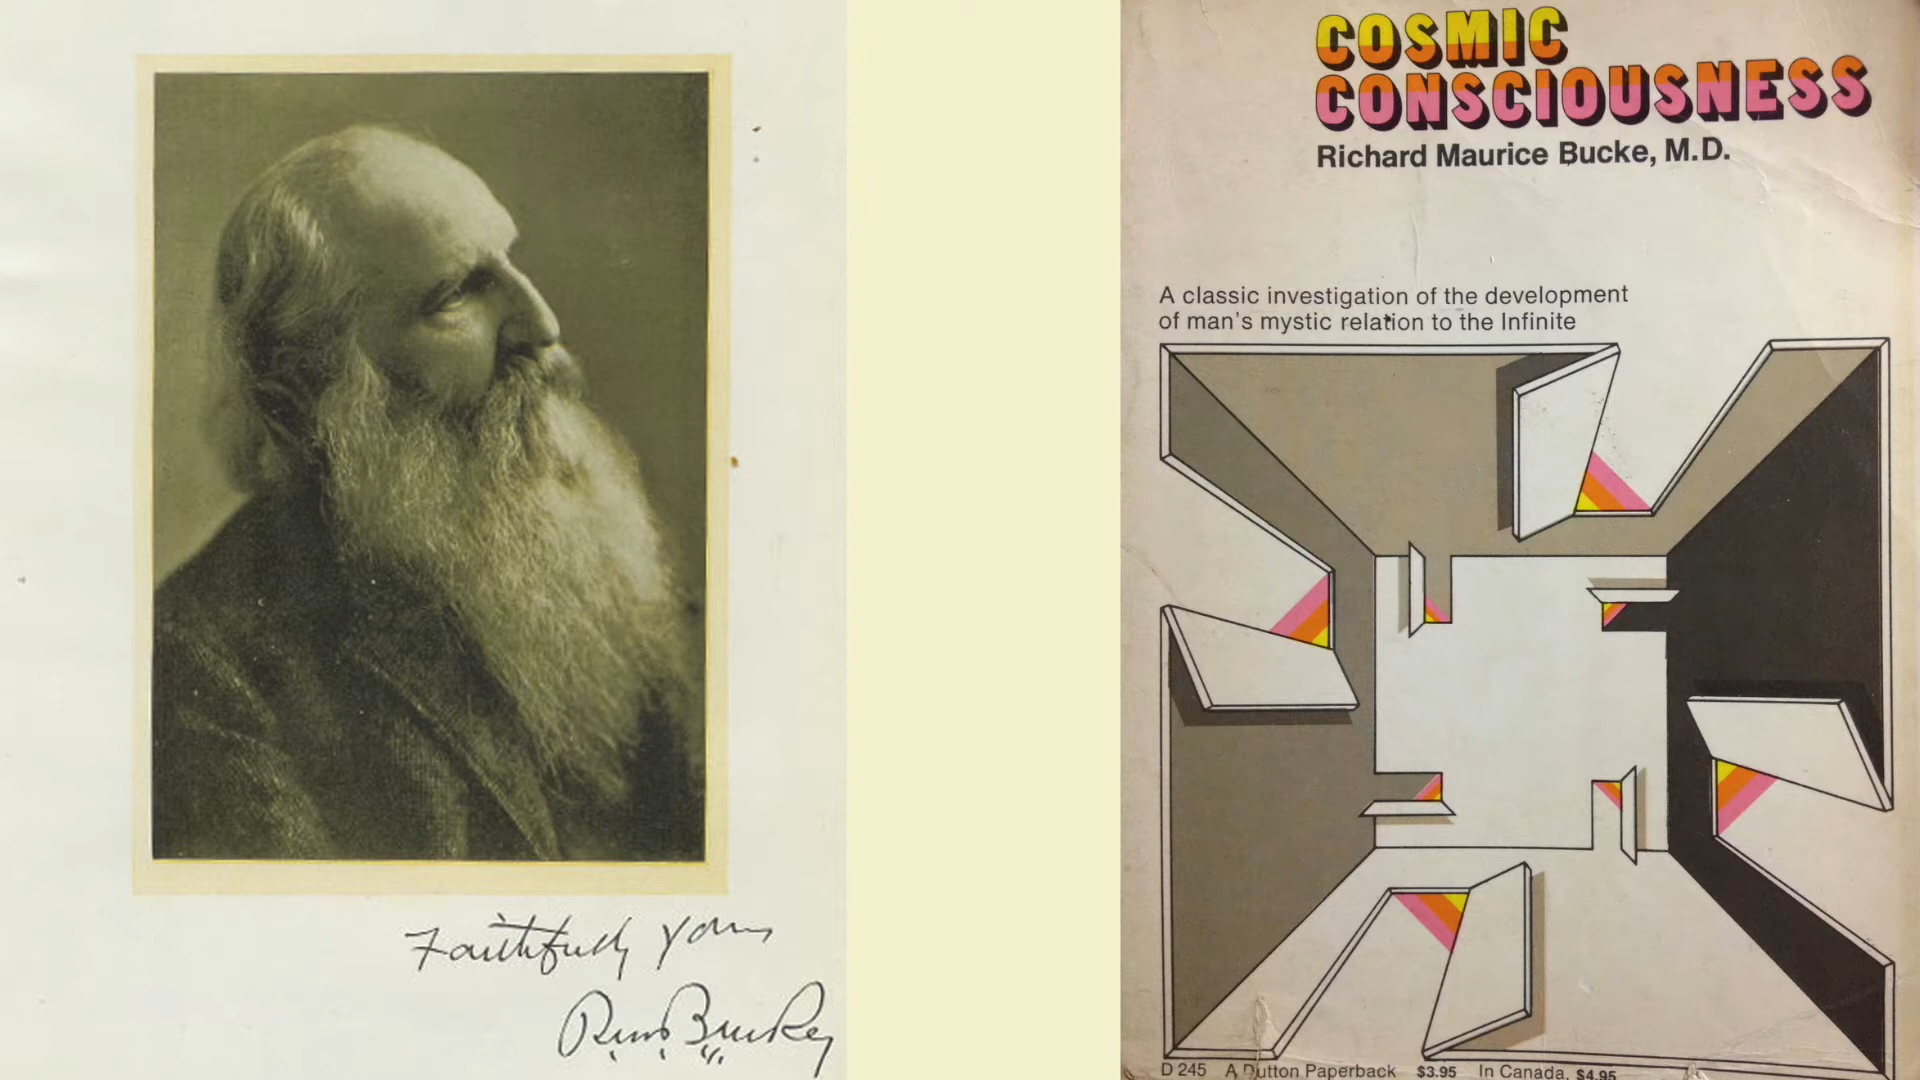 Faithfully yours
COSMIC
CONSCIOUSNESS
Richard Maurice Bucke, M.D.
A classic investigation of the development
of man's mystic relation to the Infinite
D 245 A Dutton Paperback $3.95 In Canada, $4.95